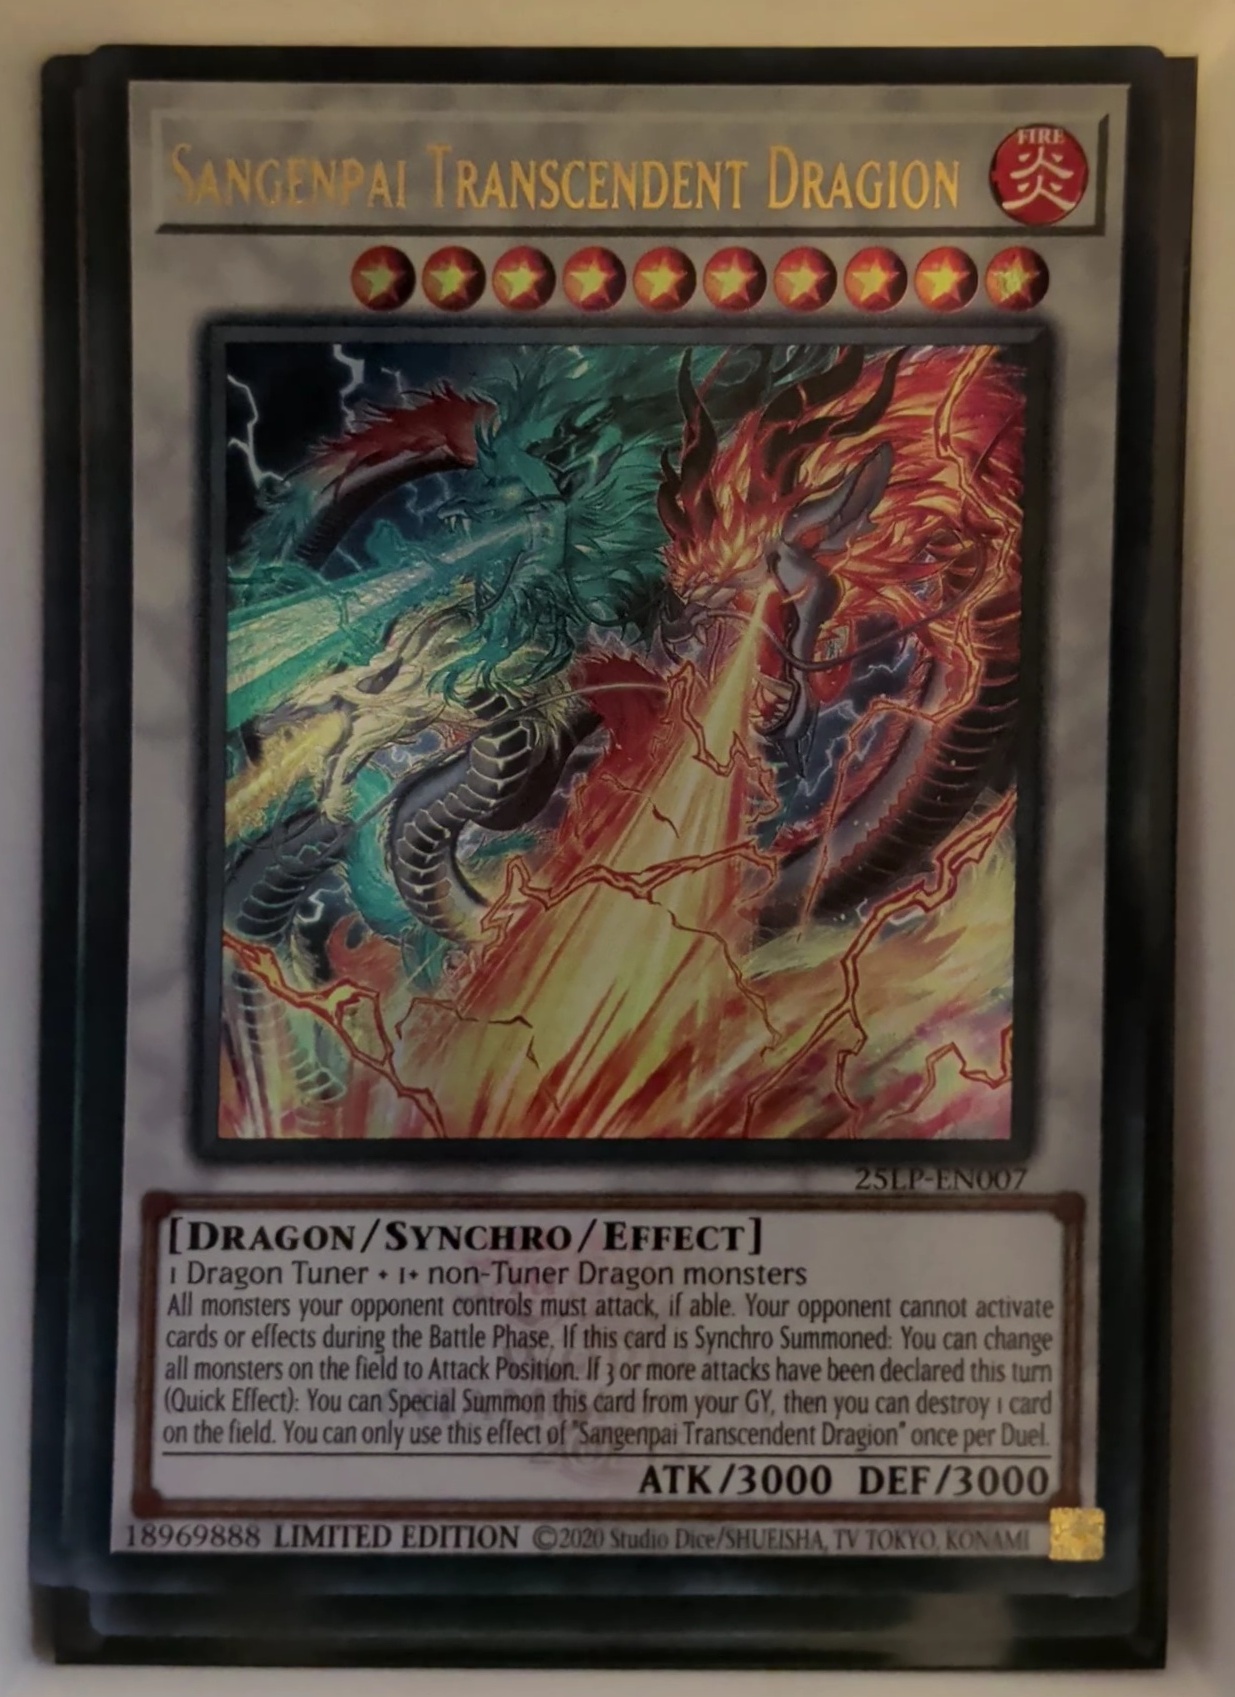 SANGENPAI TRANSCENDENT DRAGION
FIRE
炎
25LP-EN007
[DRAGON/SYNCHRO/EFFECT]
1 Dragon Tuner + 1+ non-Tuner Dragon monsters
All monsters your opponent controls must attack, if able. Your opponent cannot activate
cards or effects during the Battle Phase. If this card is Synchro Summoned: You can change
all monsters on the field to Attack Position. If 3 or more attacks have been declared this turn
(Quick Effect): You can Special Summon this card from your GY, then you can destroy 1 card
on the field. You can only use this effect of "Sangenpai Transcendent Dragion" once per Duel.
ATK/3000 DEF/3000
18969888 LIMITED EDITION ©2020 Studio Dice/SHUEISHA, TV TOKYO, KONAMI